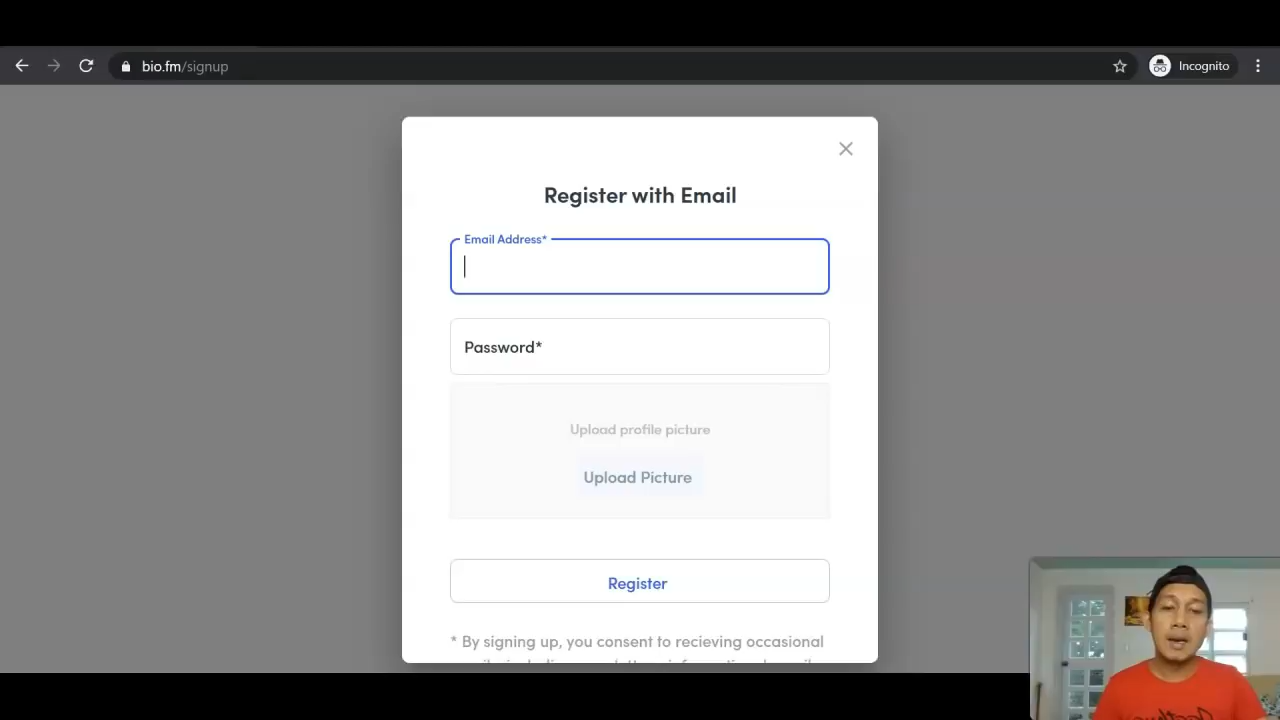 bio.fm/signup
Incognito
Register with Email
Email Address*
Password*
Upload profile picture
Upload Picture
Register
* By signing up, you consent to recieving occasional